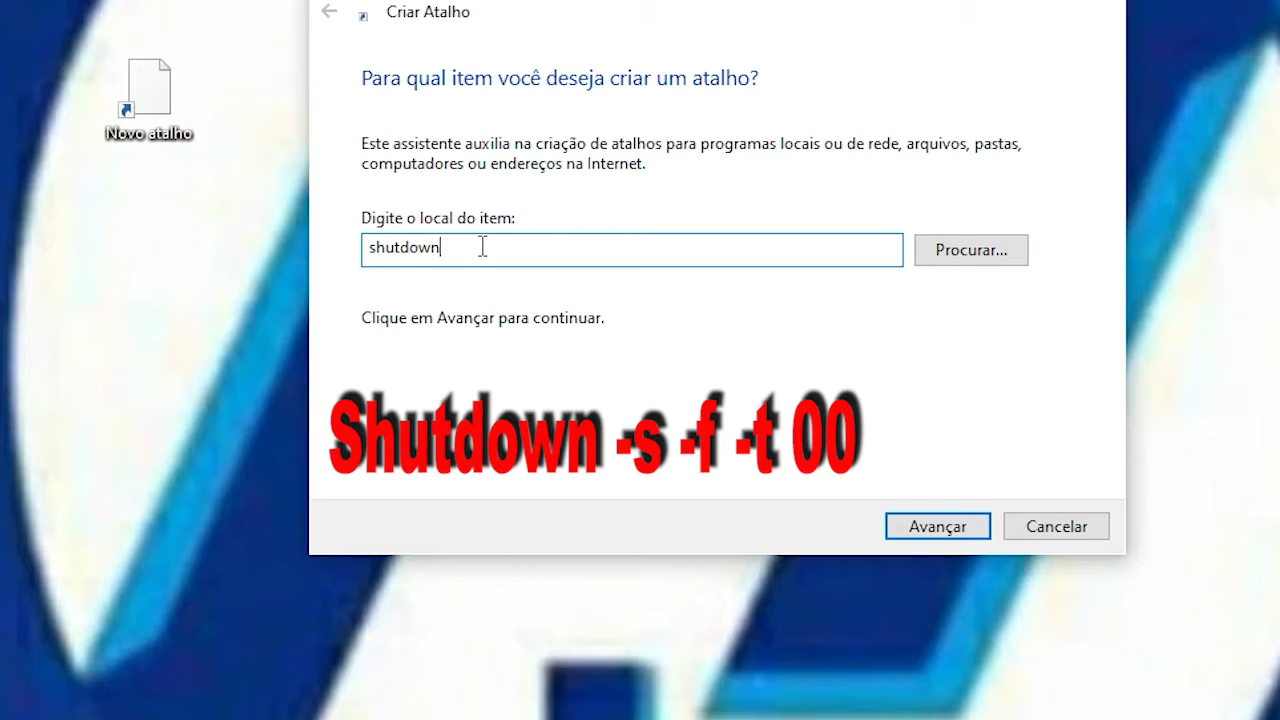 Criar Atalho
Novo atalho
Para qual item você deseja criar um atalho?
Este assistente auxilia na criação de atalhos para programas locais ou de rede, arquivos, pastas,
computadores ou endereços na Internet.
Digite o local do item:
shutdown
Procurar...
Clique em Avançar para continuar.
Shutdown -s -f -t 00
Avançar
Cancelar